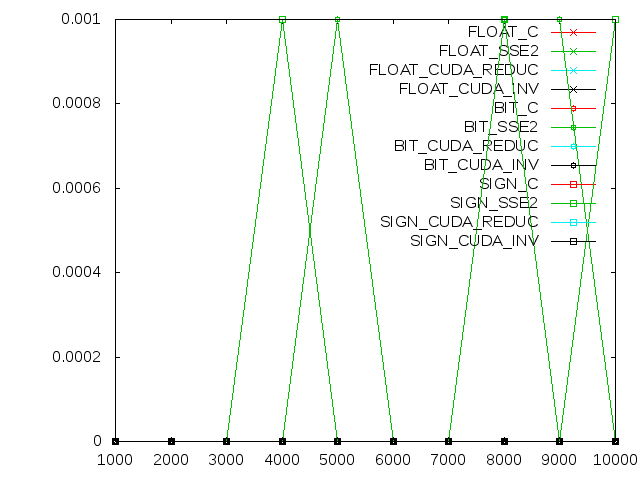 0.001
0.0008
0.0006
0.0004
0.0002
0
1000 2000 3000 4000 5000 6000 7000 8000 9000 10000
FLOAT_C
FLOAT_SSE2
FLOAT_CUDA_REDUC
FLOAT_CUDA_INV
BIT_C
BIT_SSE2
BIT_CUDA_REDUC
BIT_CUDA_INV
SIGN_C
SIGN_SSE2
SIGN_CUDA_REDUC
SIGN_CUDA_INV